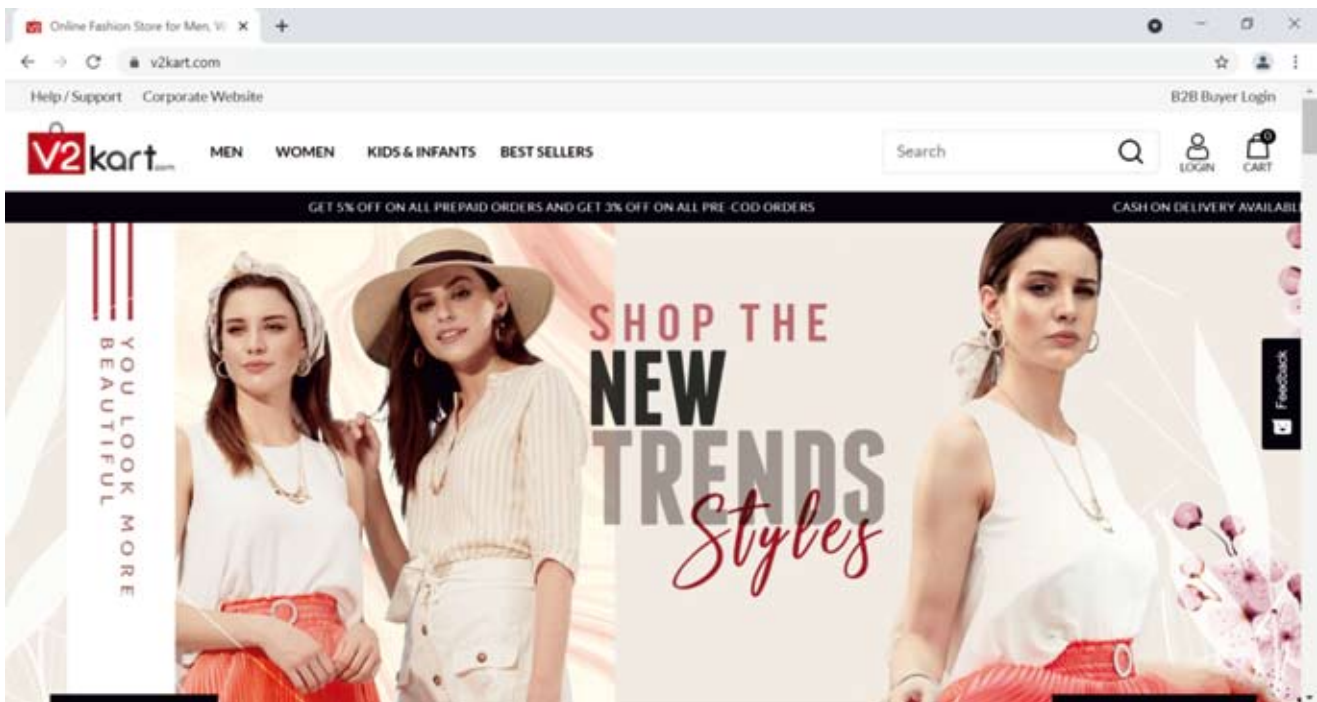 Online Fashion Store for Men, W
v2kart.com
Help / Support Corporate Website B2B Buyer Login
V2kart.com MEN WOMEN KIDS & INFANTS BEST SELLERS Search LOGIN 0 CART
GET 5% OFF ON ALL PREPAID ORDERS AND GET 3% OFF ON ALL PRE-COD ORDERS CASH ON DELIVERY AVAILABL
YOU LOOK MORE
BEAUTIFUL
SHOP THE
NEW
TRENDS
Styles
Feedback